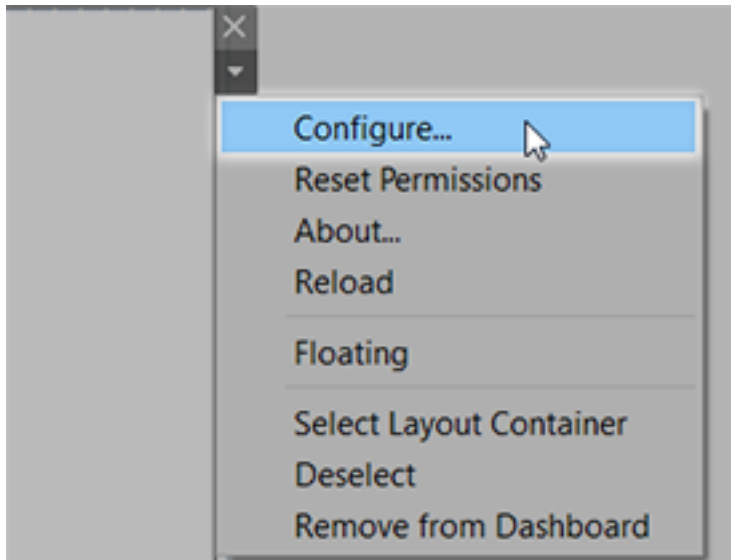 Configure...
Reset Permissions
About...
Reload
Floating
Select Layout Container
Deselect
Remove from Dashboard